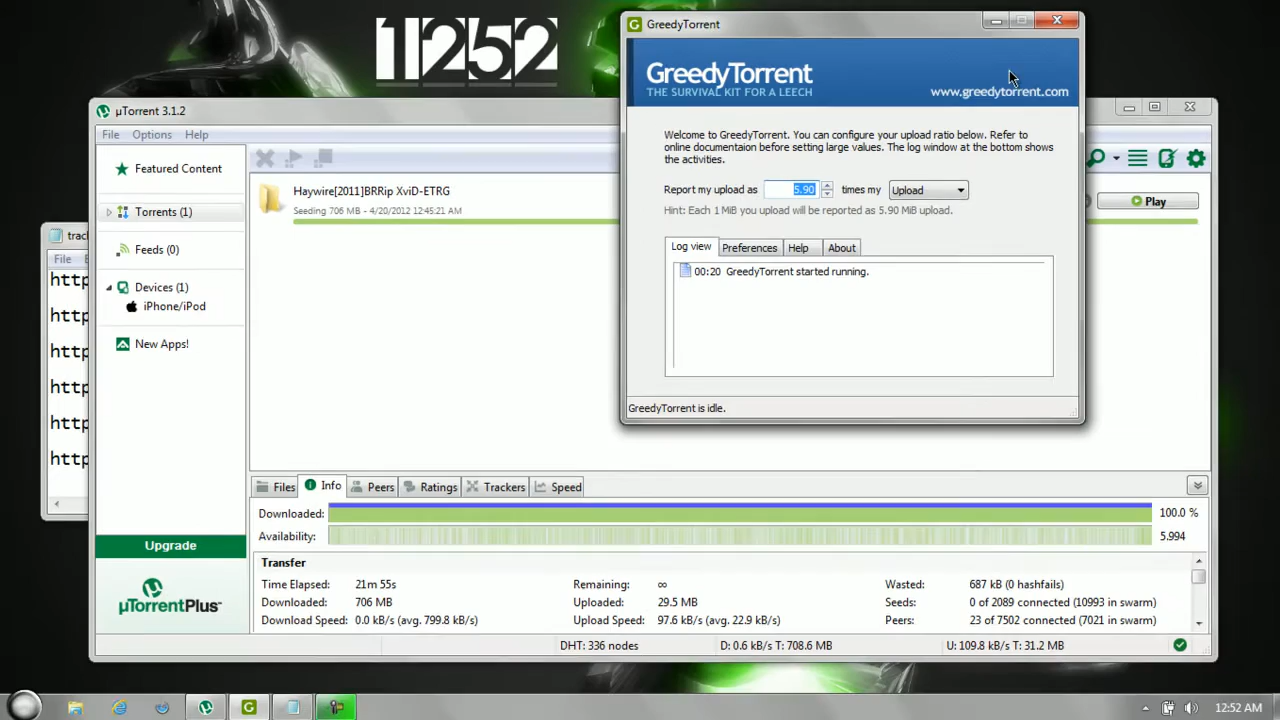 11252
GreedyTorrent
GreedyTorrent
THE SURVIVAL KIT FOR A LEECH
www.greedytorrent.com
Welcome to GreedyTorrent. You can configure your upload ratio below. Refer to
online documentaion before setting large values. The log window at the bottom shows
the activities.
Report my upload as 5.90 times my Upload
Hint: Each 1 MiB you upload will be reported as 5.90 MiB upload.
Log view Preferences Help About
00:20 GreedyTorrent started running.
GreedyTorrent is idle.
µTorrent 3.1.2
File Options Help
Featured Content
Torrents (1)
Feeds (0)
Devices (1)
iPhone/iPod
New Apps!
Upgrade
µTorrentPlus
Haywire[2011]BRRip XviD-ETRG
Seeding 706 MB - 4/20/2012 12:45:21 AM
Play
Files Info Peers Ratings Trackers Speed
Downloaded: 100.0 %
Availability: 5.994
Transfer
Time Elapsed: 21m 55s Remaining: ∞ Wasted: 687 kB (0 hashfails)
Downloaded: 706 MB Uploaded: 29.5 MB Seeds: 0 of 2089 connected (10993 in swarm)
Download Speed: 0.0 kB/s (avg. 799.8 kB/s) Upload Speed: 97.6 kB/s (avg. 22.9 kB/s) Peers: 23 of 7502 connected (7021 in swarm)
DHT: 336 nodes D: 0.6 kB/s T: 708.6 MB U: 109.8 kB/s T: 31.2 MB
trac
File E
http
http
http
http
http
http
12:52 AM